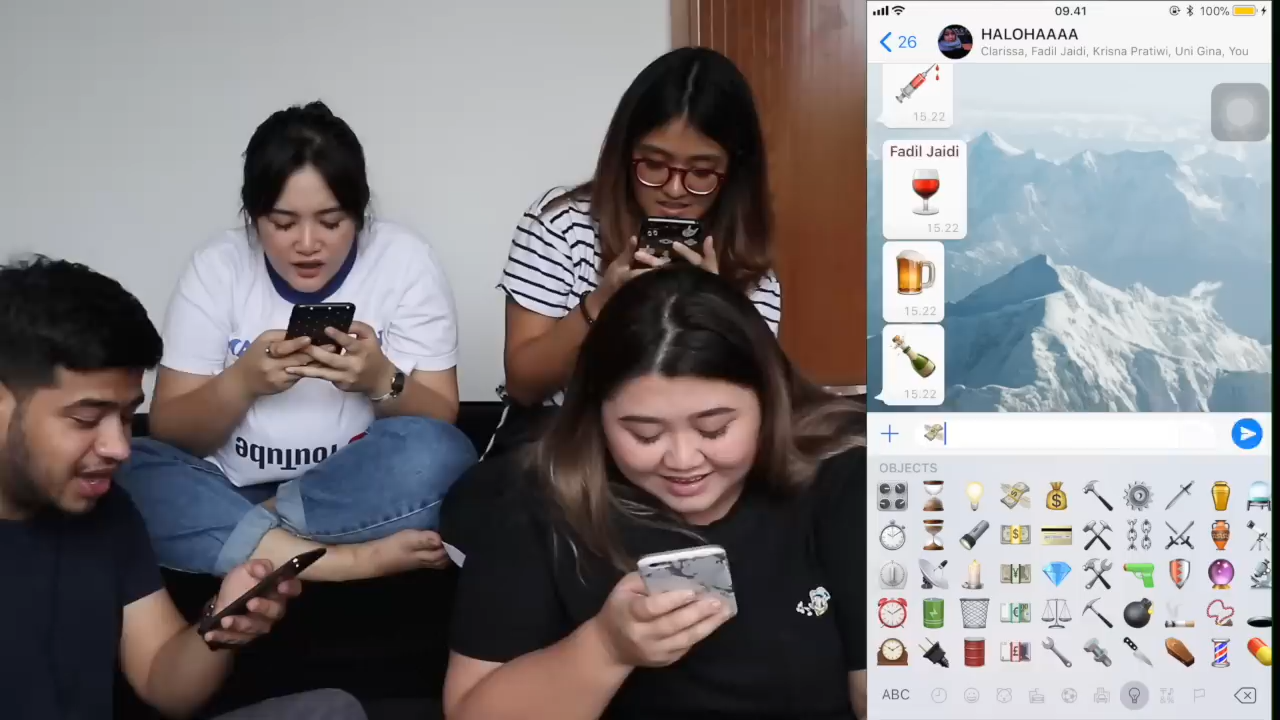 YouTube
09.41
100%
26
HALOHAAAA
Clarissa, Fadil Jaidi, Krisna Pratiwi, Uni Gina, You
15.22
Fadil Jaidi
15.22
15.22
15.22
OBJECTS
ABC